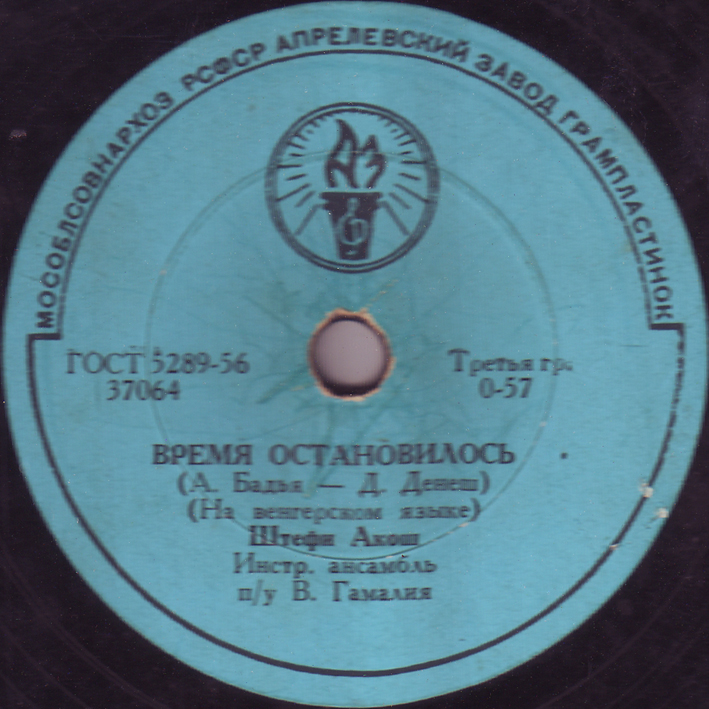 МОСОБЛСОВНАРХОЗ РСФСР АПРЕЛЕВСКИЙ ЗАВОД ГРАМПЛАСТИНОК
АЗ
ГОСТ 5289-56
37064
Третья гр.
0-57
ВРЕМЯ ОСТАНОВИЛОСЬ
(А. Бадья — Д. Денеш)
(На венгерском языке)
Штефи Акош
Инстр. ансамбль
п/у В. Гамалия